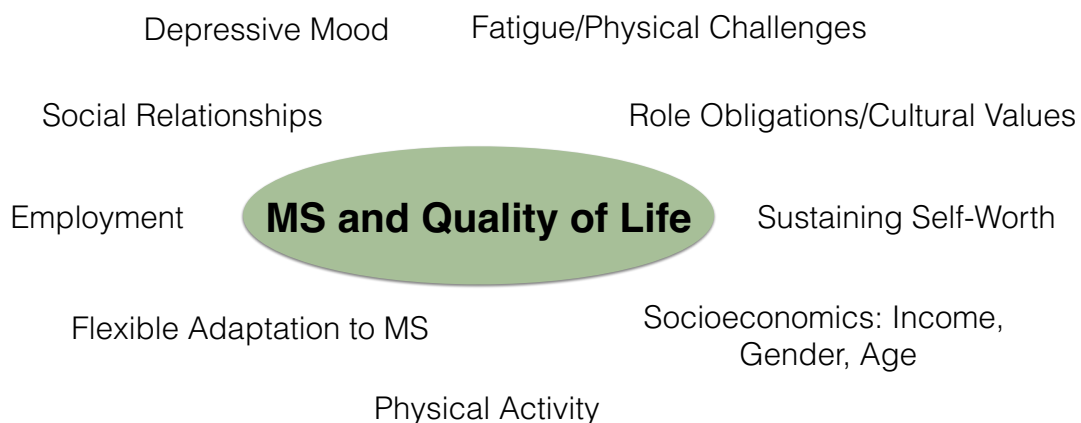 Depressive Mood
Fatigue/Physical Challenges
Social Relationships
Role Obligations/Cultural Values
Employment
MS and Quality of Life
Sustaining Self-Worth
Flexible Adaptation to MS
Socioeconomics: Income,
Gender, Age
Physical Activity